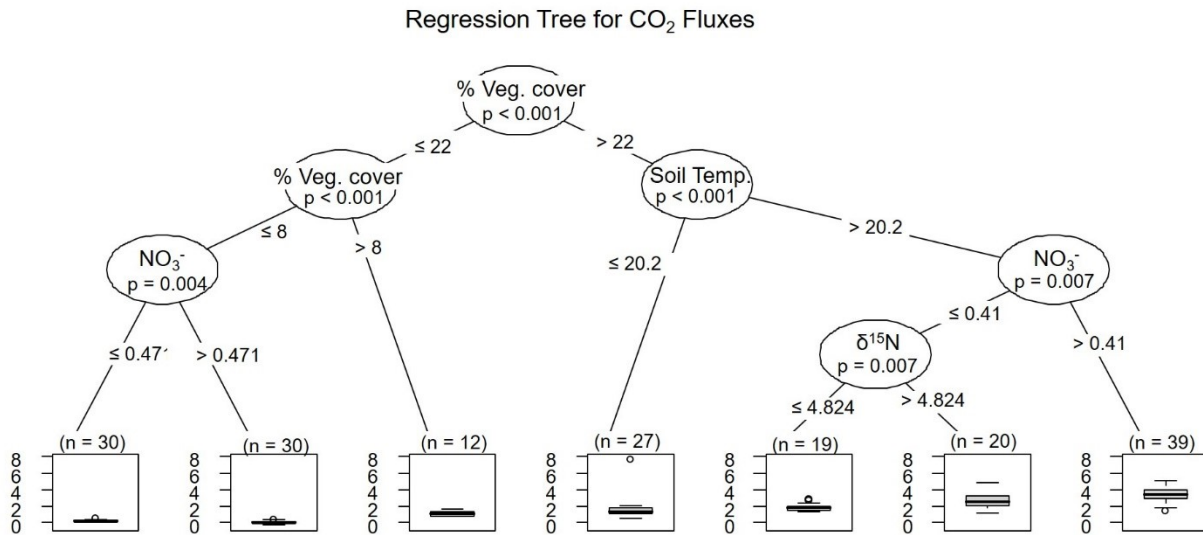 Regression Tree for CO₂ Fluxes
% Veg. cover
p < 0.001
≤ 22
> 22
% Veg. cover
p < 0.001
Soil Temp.
p < 0.001
≤ 8
> 8
≤ 20.2
> 20.2
NO₃⁻
p = 0.004
NO₃⁻
p = 0.007
≤ 0.41
> 0.41
δ¹⁵N
p = 0.007
≤ 0.47
> 0.471
≤ 4.824
> 4.824
(n = 30)
(n = 30)
(n = 12)
(n = 27)
(n = 19)
(n = 20)
(n = 39)
8 8 8 8 8 8 8
6 6 6 6 6 6 6
4 4 4 4 4 4 4
2 2 2 2 2 2 2
0 0 0 0 0 0 0